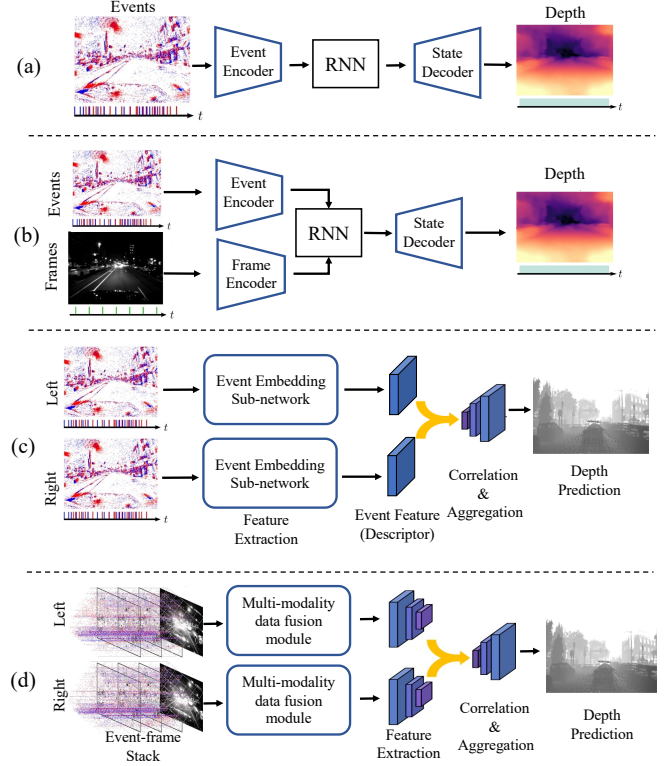 Events
Depth
(a)
Event
Encoder
RNN
State
Decoder
t
t
Depth
Events
Event
Encoder
(b)
RNN
State
Decoder
Frames
Frame
Encoder
t
t
t
Left
Event Embedding
Sub-network
t
(c)
Right
Event Embedding
Sub-network
t
Feature
Extraction
Event Feature
(Descriptor)
Correlation
&
Aggregation
Depth
Prediction
Left
Multi-modality
data fusion
module
(d)
Right
Multi-modality
data fusion
module
Event-frame
Stack
Feature
Extraction
Correlation
&
Aggregation
Depth
Prediction